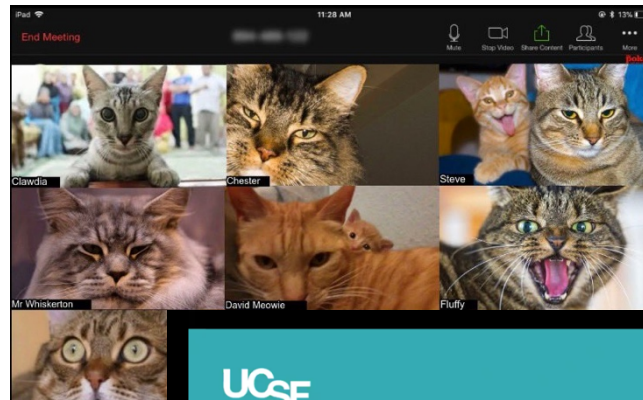 iPad 11:28 AM 13%
End Meeting
Mute Stop Video Share Content Participants More
Clawdia Chester Steve
Mr Whiskerton David Meowie Fluffy
UCSF